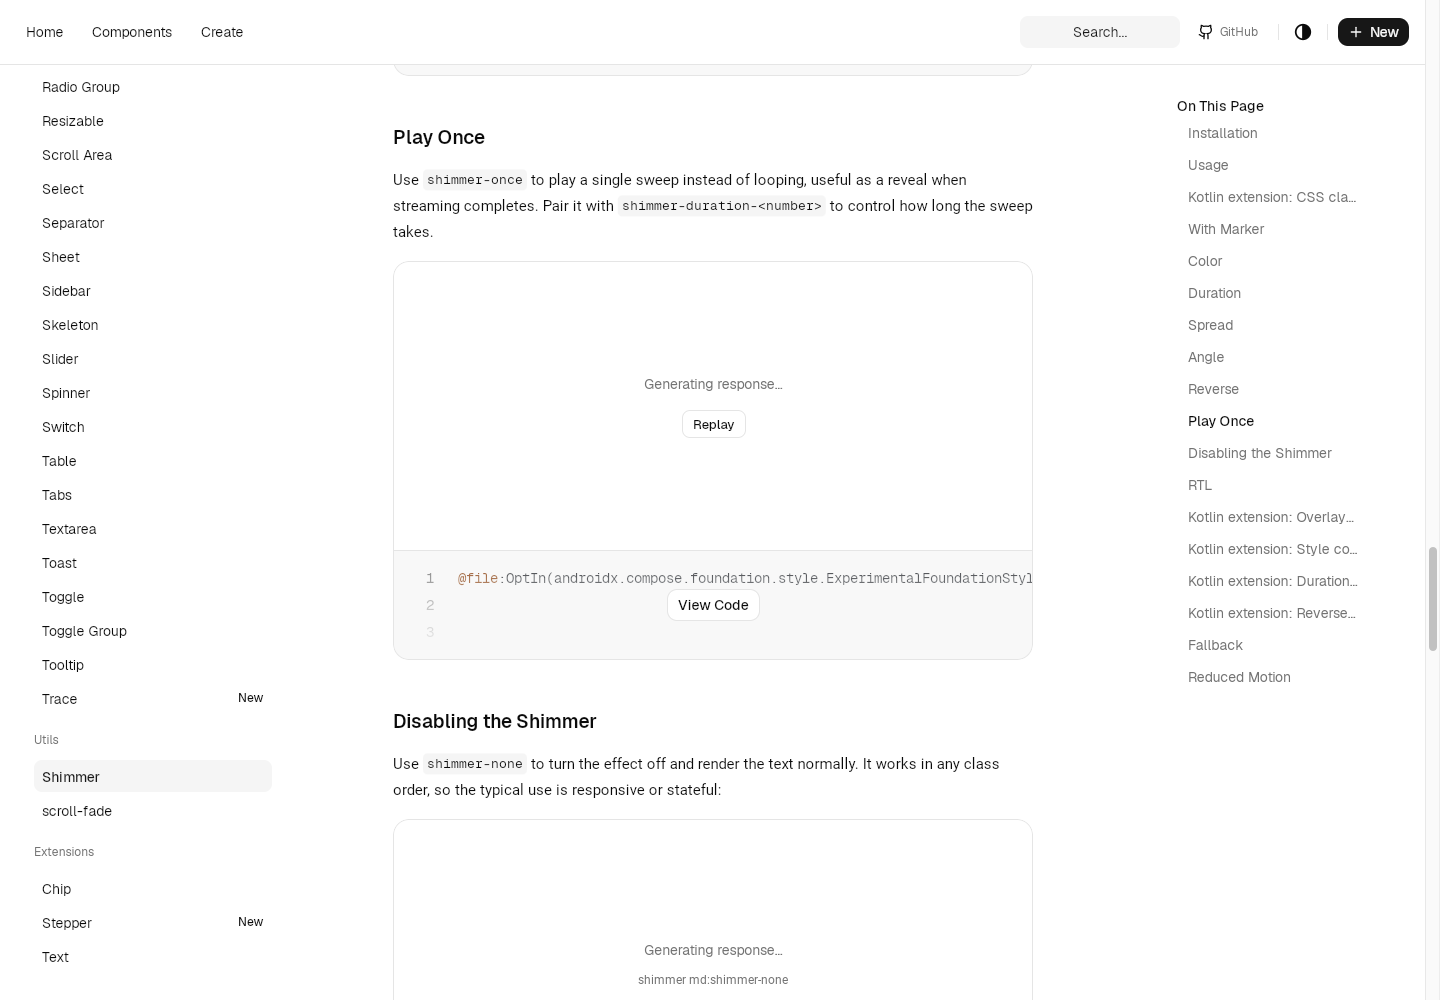 Home
Components
Create
Search...
GitHub
New
Radio Group
Resizable
Scroll Area
Select
Separator
Sheet
Sidebar
Skeleton
Slider
Spinner
Switch
Table
Tabs
Textarea
Toast
Toggle
Toggle Group
Tooltip
Trace New
Utils
Shimmer
scroll-fade
Extensions
Chip
Stepper New
Text
Play Once
Use shimmer-once to play a single sweep instead of looping, useful as a reveal when
streaming completes. Pair it with shimmer-duration-<number> to control how long the sweep
takes.
Generating response…
Replay
1 @file:OptIn(androidx.compose.foundation.style.ExperimentalFoundationStyl
2
View Code
3
Disabling the Shimmer
Use shimmer-none to turn the effect off and render the text normally. It works in any class
order, so the typical use is responsive or stateful:
Generating response…
shimmer md:shimmer-none
On This Page
Installation
Usage
Kotlin extension: CSS cla…
With Marker
Color
Duration
Spread
Angle
Reverse
Play Once
Disabling the Shimmer
RTL
Kotlin extension: Overlay…
Kotlin extension: Style co…
Kotlin extension: Duration…
Kotlin extension: Reverse…
Fallback
Reduced Motion